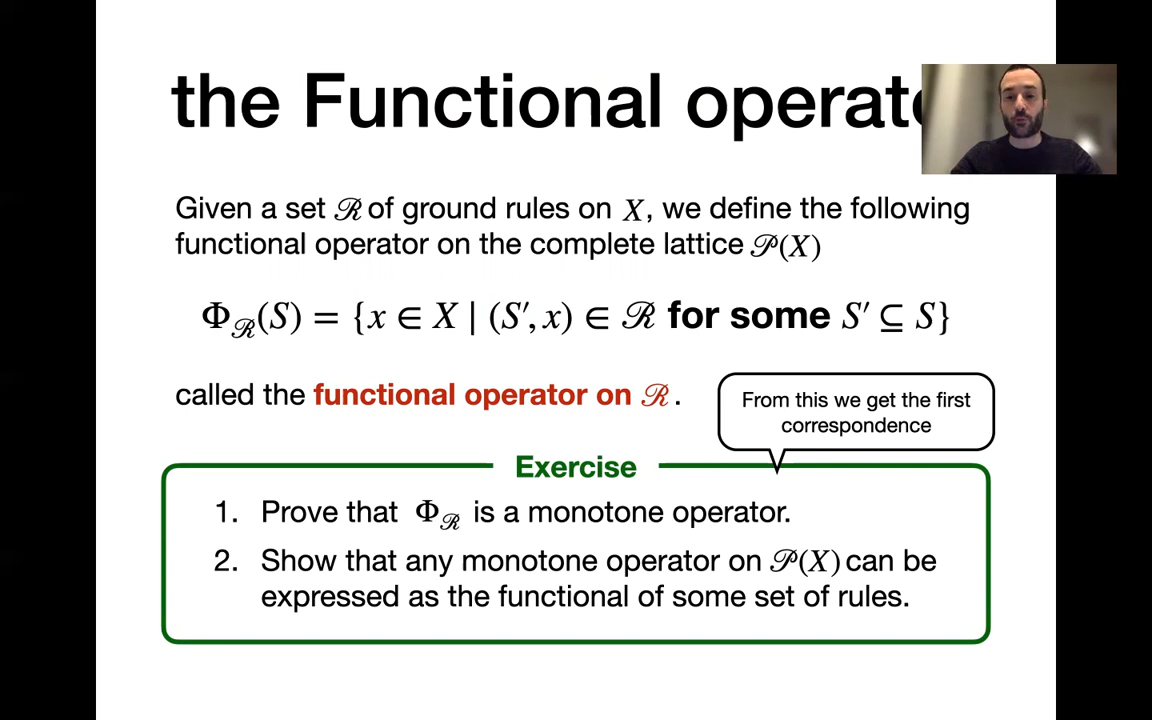 the Functional operat
Given a set ℛ of ground rules on X, we define the following
functional operator on the complete lattice 𝒫(X)
Φ_ℛ(S) = {x ∈ X | (S′, x) ∈ ℛ for some S′ ⊆ S}
called the functional operator on ℛ.
From this we get the first
correspondence
Exercise
1. Prove that Φ_ℛ is a monotone operator.
2. Show that any monotone operator on 𝒫(X) can be
expressed as the functional of some set of rules.